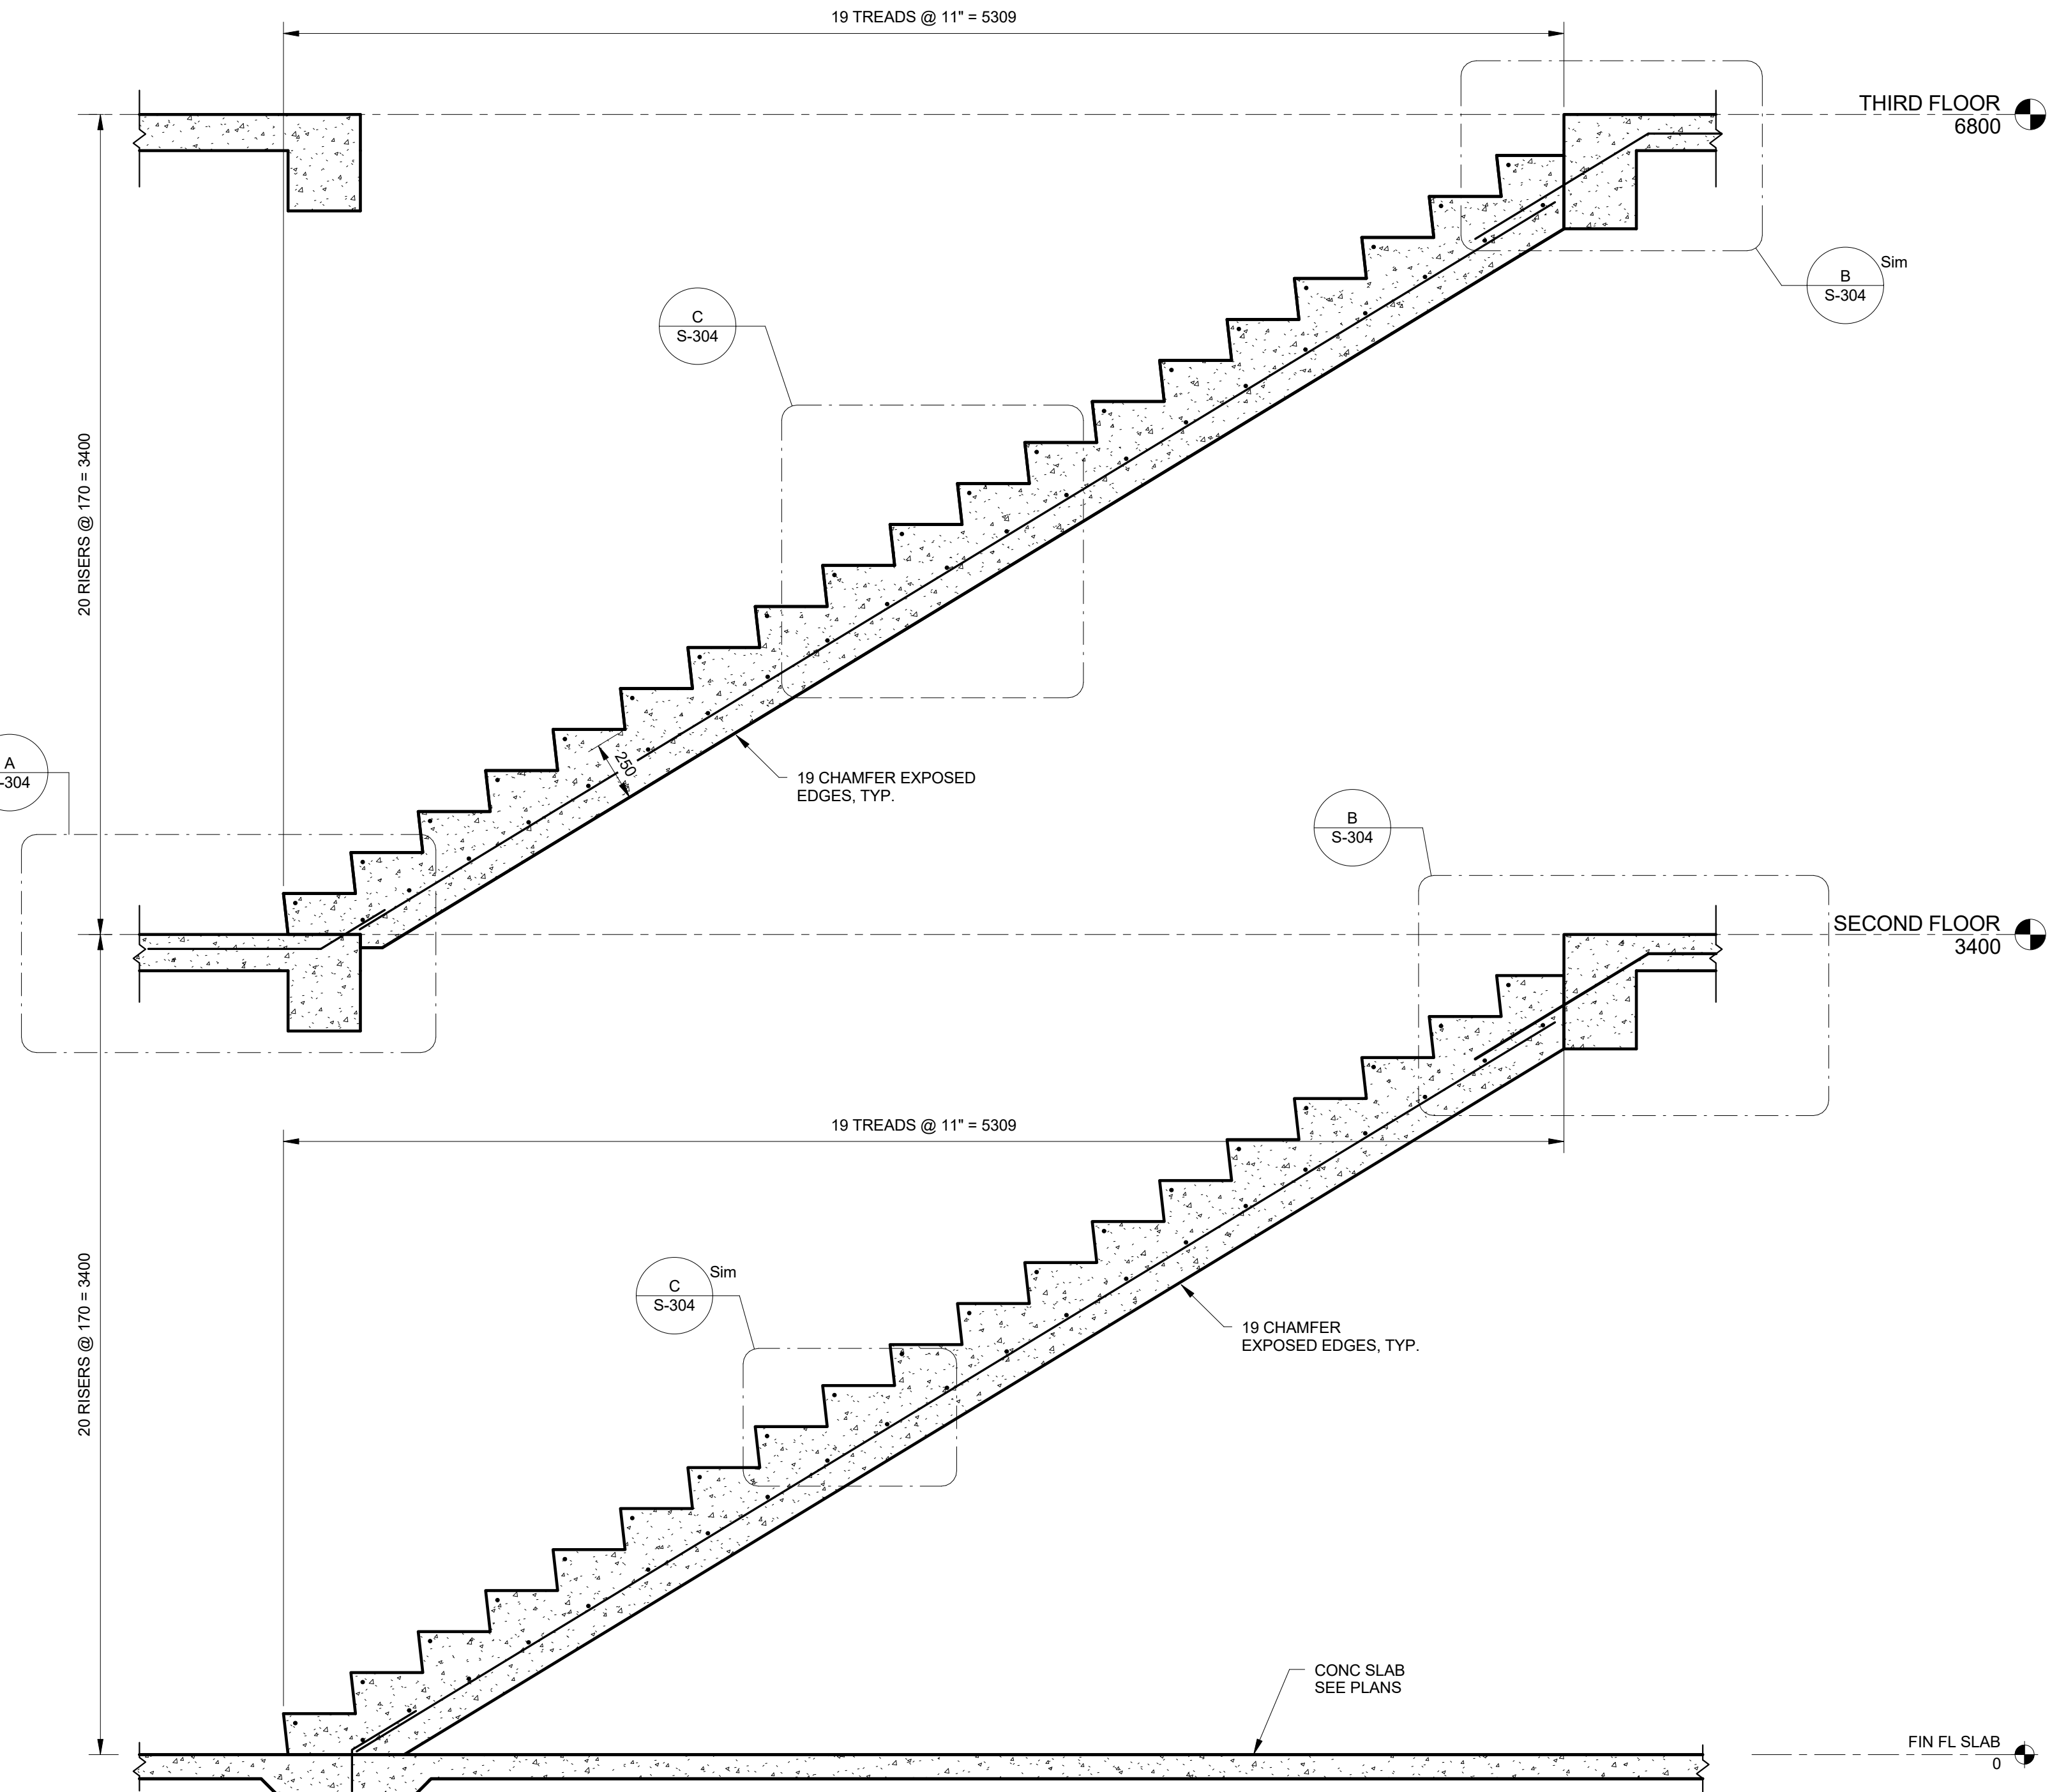 19 TREADS @ 11" = 5309
THIRD FLOOR
6800
B
S-304
Sim
C
S-304
20 RISERS @ 170 = 3400
250
19 CHAMFER EXPOSED
EDGES, TYP.
A
-304
B
S-304
SECOND FLOOR
3400
19 TREADS @ 11" = 5309
C
S-304
Sim
19 CHAMFER
EXPOSED EDGES, TYP.
20 RISERS @ 170 = 3400
CONC SLAB
SEE PLANS
FIN FL SLAB
0